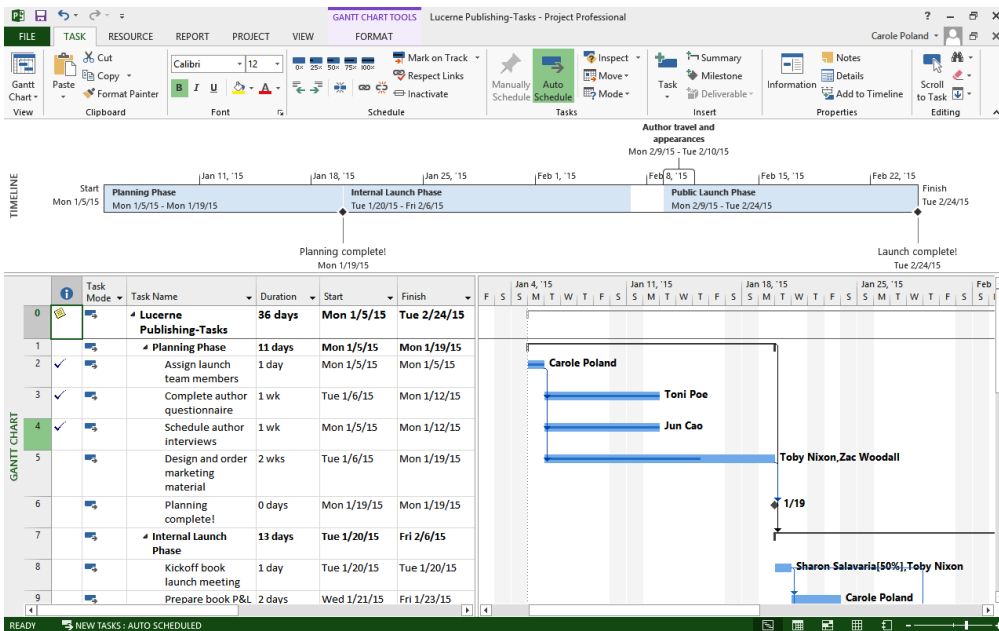 GANTT CHART TOOLS Lucerne Publishing-Tasks - Project Professional ?
FILE TASK RESOURCE REPORT PROJECT VIEW FORMAT Carole Poland
Gantt Chart
View
Paste
Cut
Copy
Format Painter
Clipboard
Calibri 12
B I U A
Font
0% 25% 50% 75% 100%
Mark on Track
Respect Links
Inactivate
Schedule
Manually Schedule
Auto Schedule
Inspect
Move
Mode
Tasks
Task
Summary
Milestone
Deliverable
Insert
Information
Notes
Details
Add to Timeline
Properties
Scroll to Task
Editing
TIMELINE
Author travel and
appearances
Mon 2/9/15 - Tue 2/10/15
Jan 11, '15 Jan 18, '15 Jan 25, '15 Feb 1, '15 Feb 8, '15 Feb 15, '15 Feb 22, '15
Start
Mon 1/5/15
Planning Phase
Mon 1/5/15 - Mon 1/19/15
Internal Launch Phase
Tue 1/20/15 - Fri 2/6/15
Public Launch Phase
Mon 2/9/15 - Tue 2/24/15
Finish
Tue 2/24/15
Planning complete!
Mon 1/19/15
Launch complete!
Tue 2/24/15
GANTT CHART
Task Mode Task Name Duration Start Finish
0 Lucerne Publishing-Tasks 36 days Mon 1/5/15 Tue 2/24/15
1 Planning Phase 11 days Mon 1/5/15 Mon 1/19/15
2 Assign launch team members 1 day Mon 1/5/15 Mon 1/5/15
3 Complete author questionnaire 1 wk Tue 1/6/15 Mon 1/12/15
4 Schedule author interviews 1 wk Mon 1/5/15 Mon 1/12/15
5 Design and order marketing material 2 wks Tue 1/6/15 Mon 1/19/15
6 Planning complete! 0 days Mon 1/19/15 Mon 1/19/15
7 Internal Launch Phase 13 days Tue 1/20/15 Fri 2/6/15
8 Kickoff book launch meeting 1 day Tue 1/20/15 Tue 1/20/15
9 Prepare book P&L 2 days Wed 1/21/15 Fri 1/23/15
Jan 4, '15 Jan 11, '15 Jan 18, '15 Jan 25, '15 Feb
F S S M T W T F S S M T W T F S S M T W T F S S M T W T F S S
Carole Poland
Toni Poe
Jun Cao
Toby Nixon,Zac Woodall
1/19
Sharon Salavaria[50%],Toby Nixon
Carole Poland
READY NEW TASKS : AUTO SCHEDULED